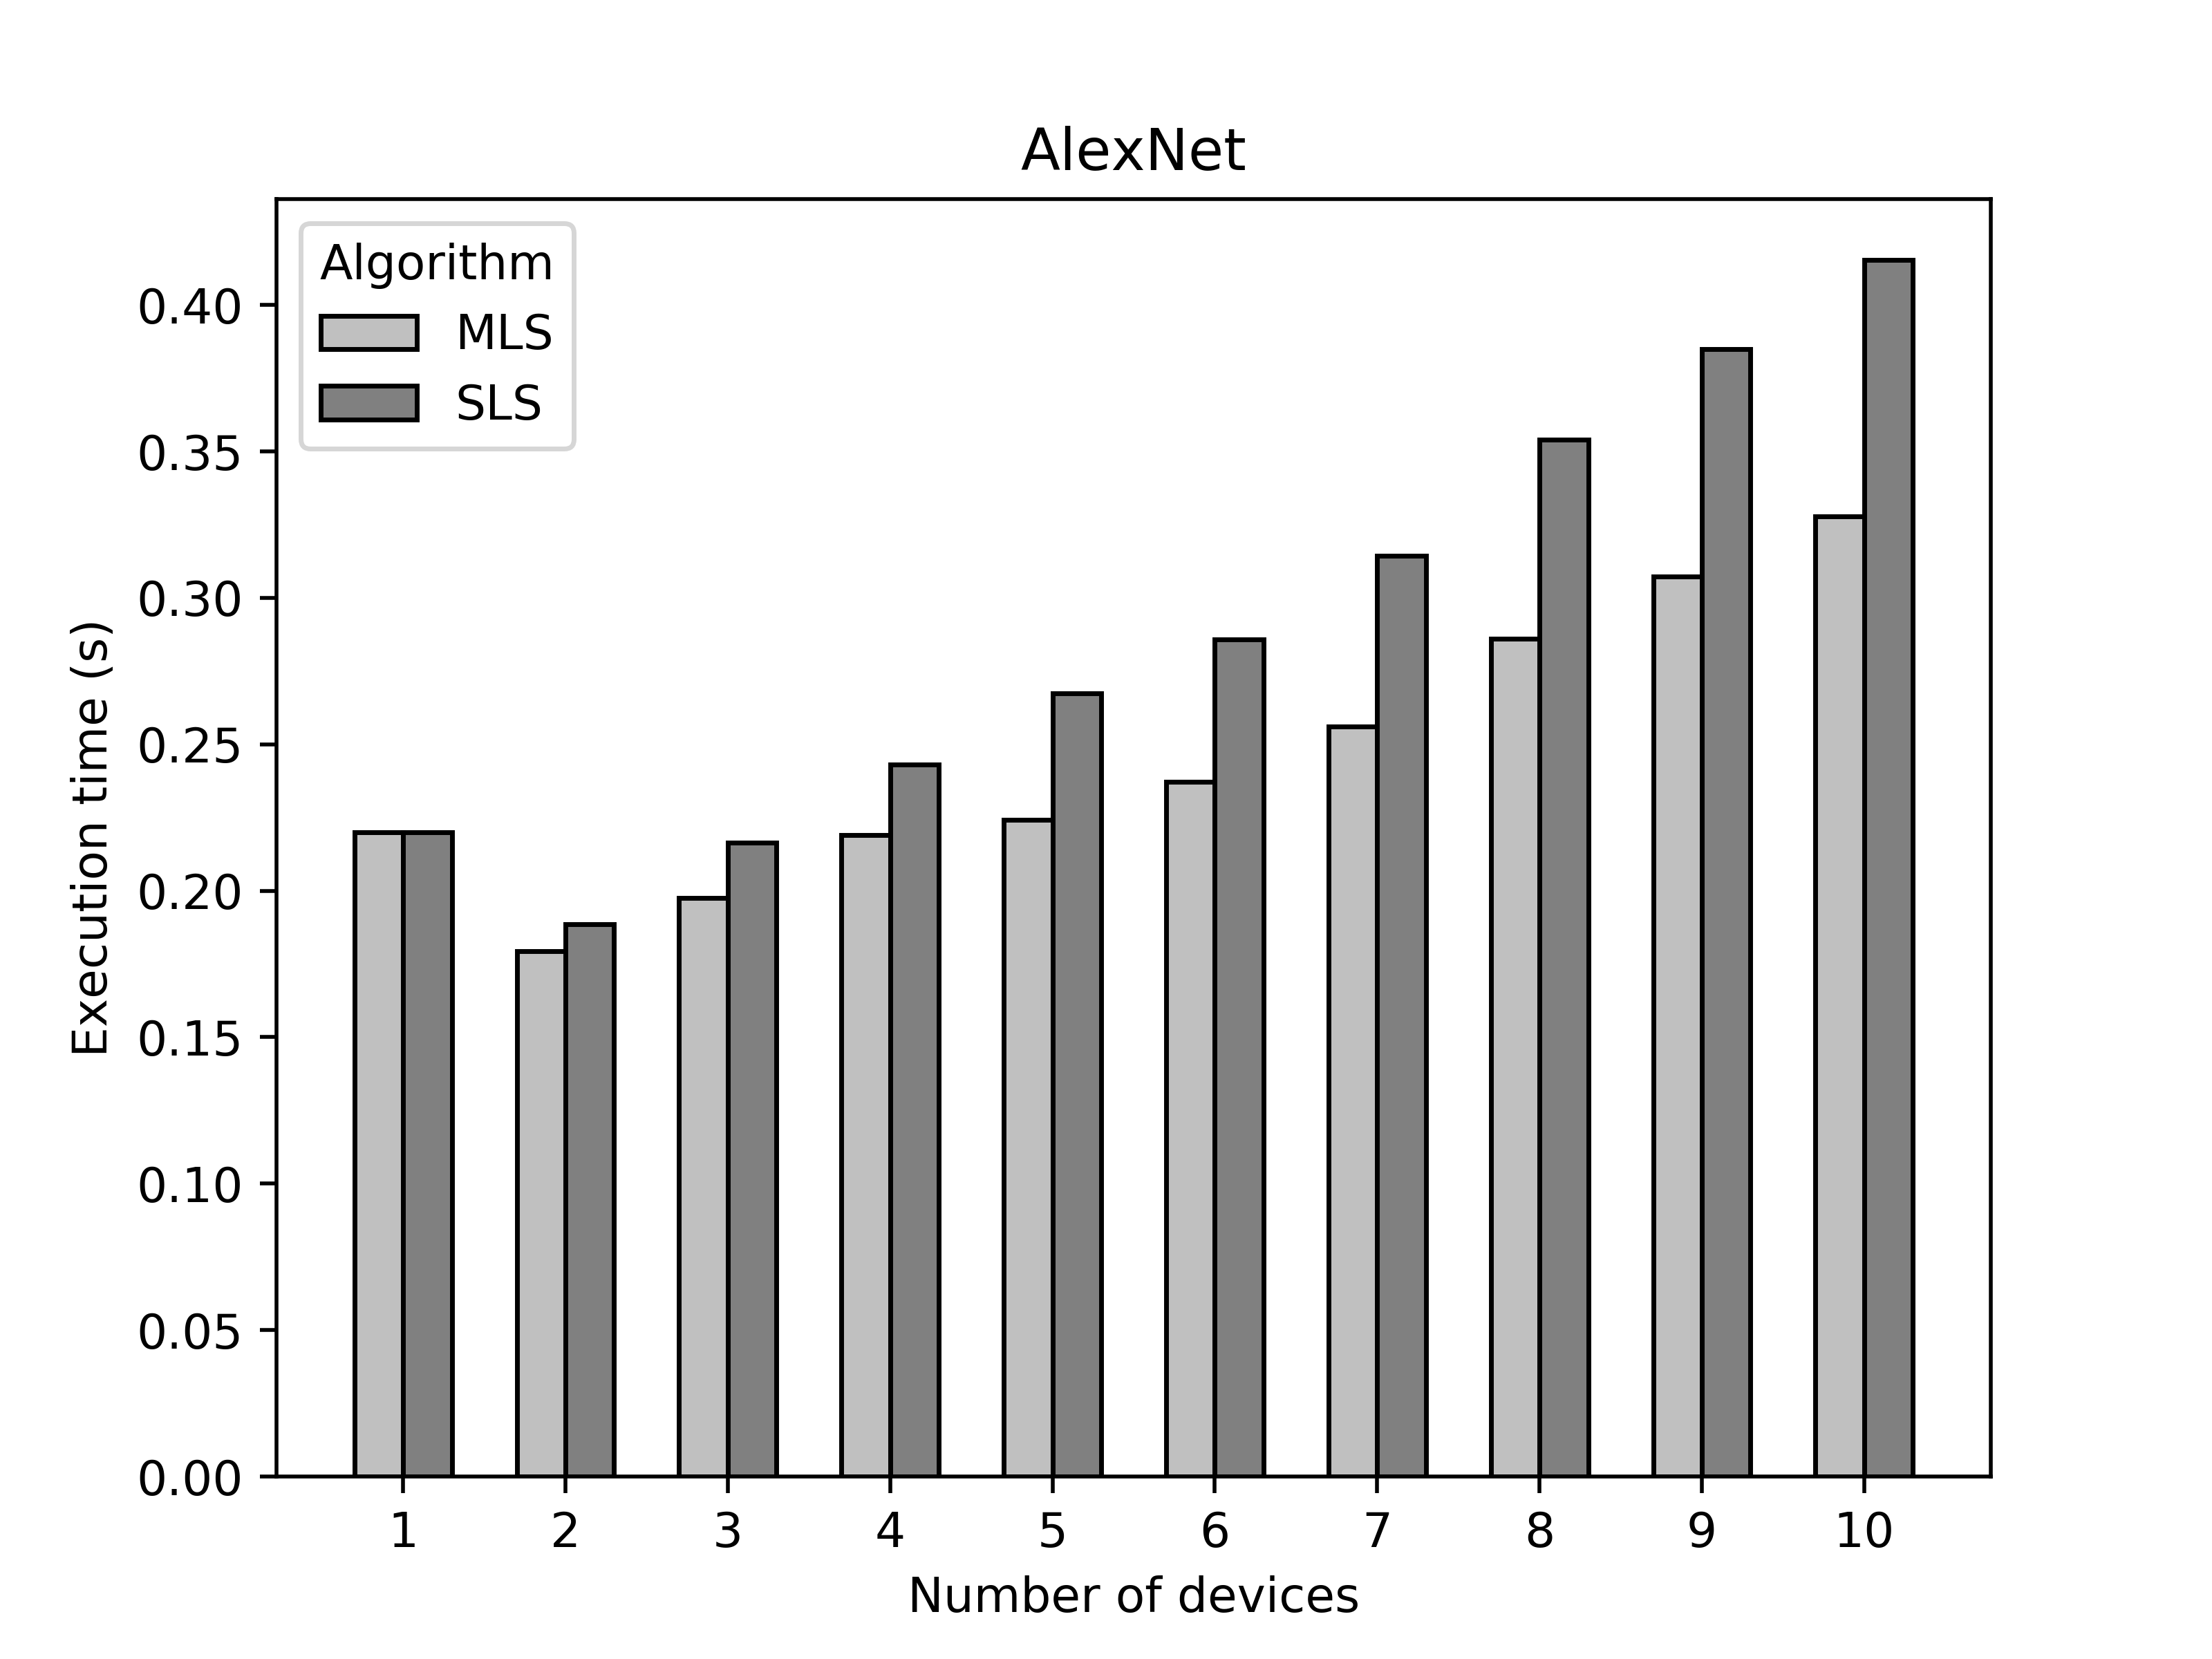 AlexNet
Algorithm
MLS
SLS
Execution time (s)
0.40
0.35
0.30
0.25
0.20
0.15
0.10
0.05
0.00
1 2 3 4 5 6 7 8 9 10
Number of devices